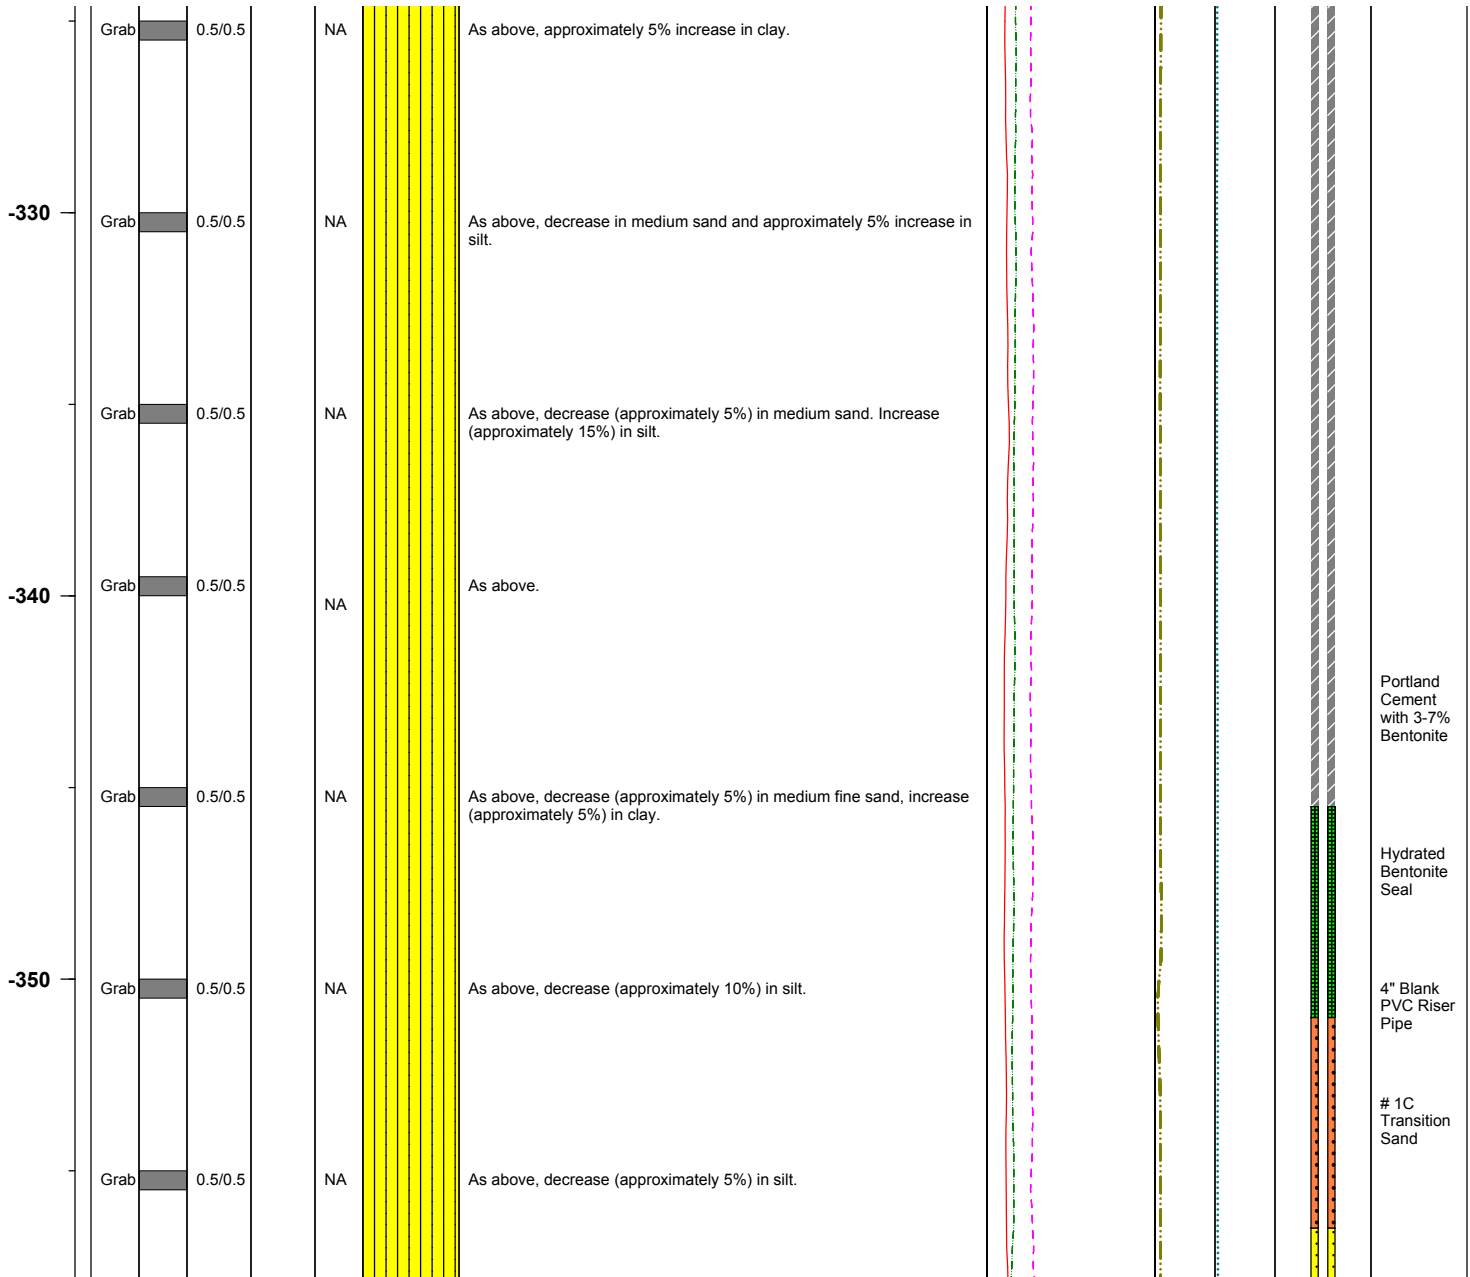 Grab 0.5/0.5 NA As above, approximately 5% increase in clay.
-330 Grab 0.5/0.5 NA As above, decrease in medium sand and approximately 5% increase in
silt.
Grab 0.5/0.5 NA As above, decrease (approximately 5%) in medium sand. Increase
(approximately 15%) in silt.
Grab 0.5/0.5 As above.
-340 NA
Portland
Cement
with 3-7%
Bentonite
Grab 0.5/0.5 NA As above, decrease (approximately 5%) in medium fine sand, increase
(approximately 5%) in clay.
Hydrated
Bentonite
Seal
-350 Grab 0.5/0.5 NA As above, decrease (approximately 10%) in silt.
4" Blank
PVC Riser
Pipe
# 1C
Transition
Sand
Grab 0.5/0.5 NA As above, decrease (approximately 5%) in silt.